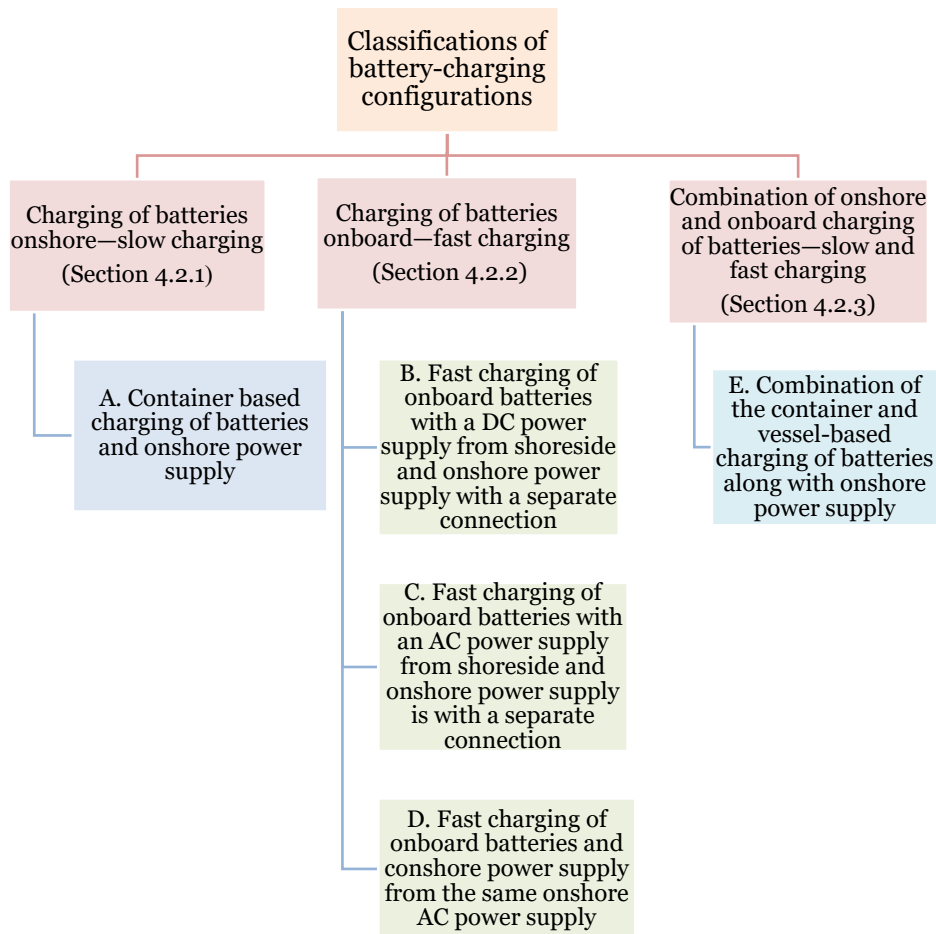 Classifications of
battery-charging
configurations
Charging of batteries
onshore—slow charging
(Section 4.2.1)
Charging of batteries
onboard—fast charging
(Section 4.2.2)
Combination of onshore
and onboard charging
of batteries—slow and
fast charging
(Section 4.2.3)
A. Container based
charging of batteries
and onshore power
supply
B. Fast charging of
onboard batteries
with a DC power
supply from shoreside
and onshore power
supply with a separate
connection
C. Fast charging of
onboard batteries with
an AC power supply
from shoreside and
onshore power supply
is with a separate
connection
D. Fast charging of
onboard batteries and
conshore power supply
from the same onshore
AC power supply
E. Combination of
the container and
vessel-based
charging of batteries
along with onshore
power supply